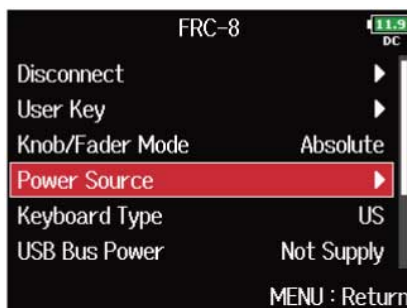 FRC-8
11.9
DC
Disconnect
User Key
Knob/Fader Mode Absolute
Power Source
Keyboard Type US
USB Bus Power Not Supply
MENU : Return